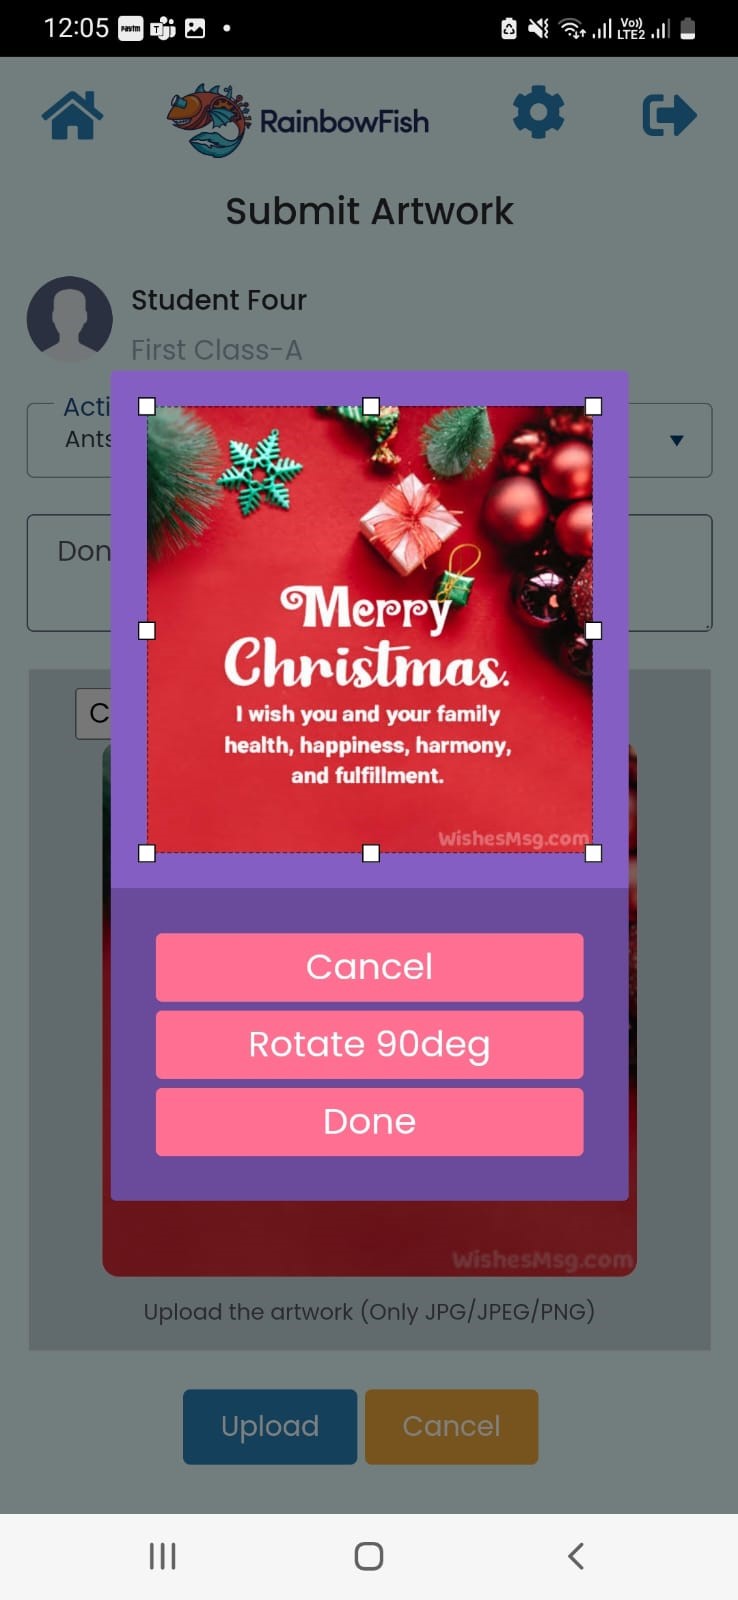 12:05
Paytm
Vo))
LTE2
RainbowFish
Submit Artwork
Student Four
First Class-A
Acti
Ants
Don
C
Merry
Christmas.
I wish you and your family
health, happiness, harmony,
and fulfillment.
WishesMsg.com
Cancel
Rotate 90deg
Done
WishesMsg.com
Upload the artwork (Only JPG/JPEG/PNG)
Upload
Cancel